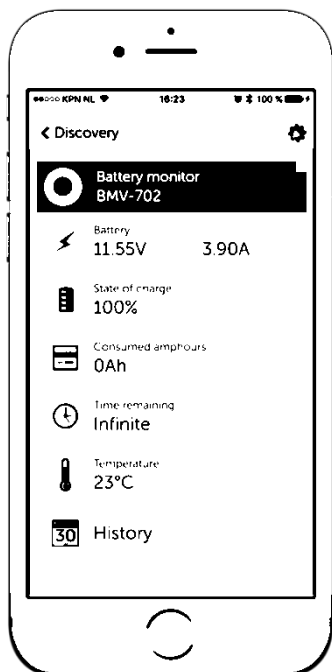 KPN NL 16:23 100 %
Discovery
Battery monitor
BMV-702
Battery
11.55V 3.90A
State of charge
100%
Consumed amphours
0Ah
Time remaining
Infinite
Temperature
23°C
30 History